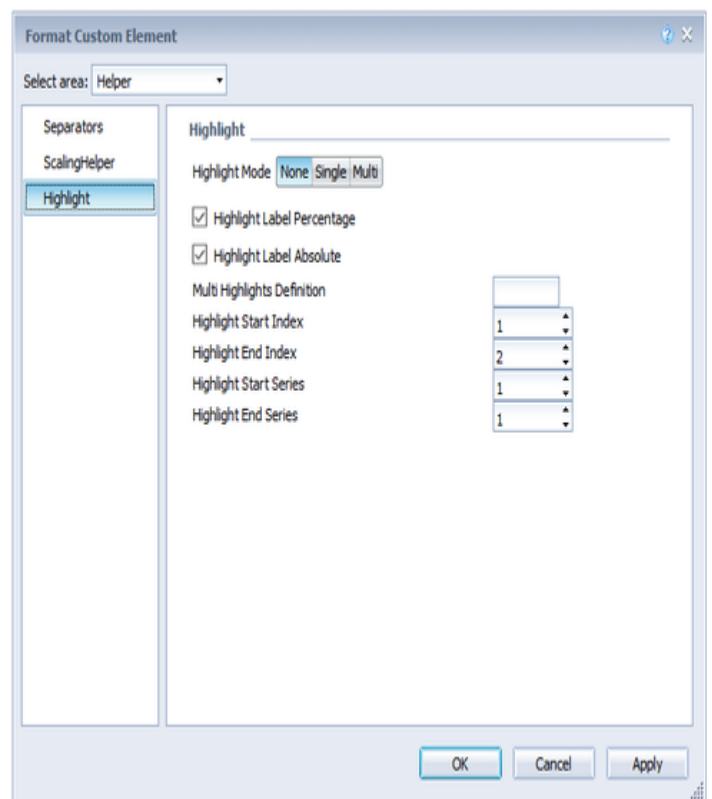 Format Custom Element
Select area: Helper
Separators
ScalingHelper
Highlight
Highlight
Highlight Mode None Single Multi
Highlight Label Percentage
Highlight Label Absolute
Multi Highlights Definition
Highlight Start Index 1
Highlight End Index 2
Highlight Start Series 1
Highlight End Series 1
OK Cancel Apply